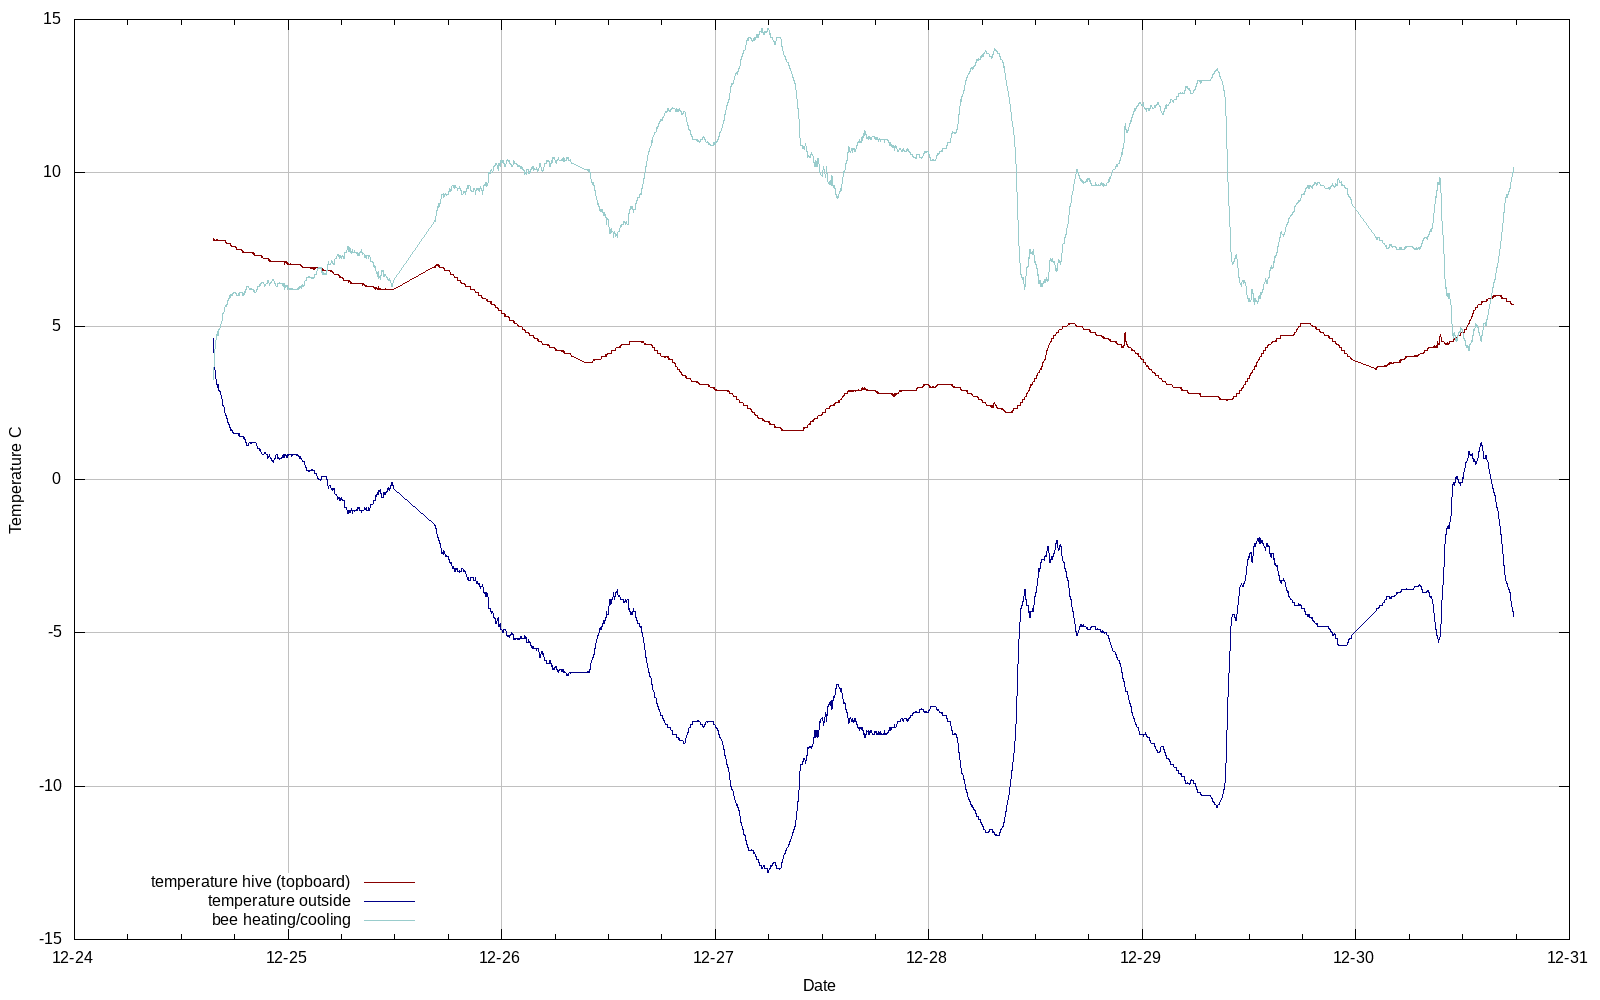 15
10
5
0
-5
-10
-15
Temperature C
temperature hive (topboard)
temperature outside
bee heating/cooling
12-24 12-25 12-26 12-27 12-28 12-29 12-30 12-31
Date